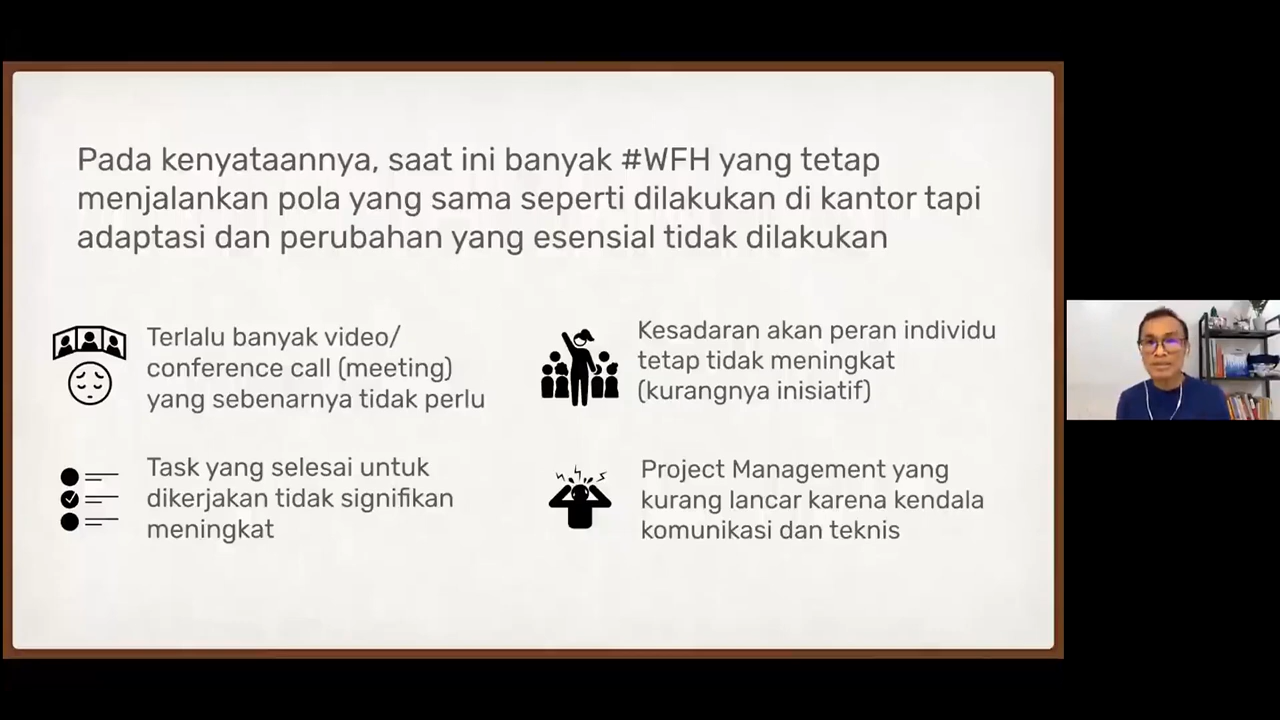 Pada kenyataannya, saat ini banyak #WFH yang tetap
menjalankan pola yang sama seperti dilakukan di kantor tapi
adaptasi dan perubahan yang esensial tidak dilakukan
Terlalu banyak video/
conference call (meeting)
yang sebenarnya tidak perlu
Kesadaran akan peran individu
tetap tidak meningkat
(kurangnya inisiatif)
Task yang selesai untuk
dikerjakan tidak signifikan
meningkat
Project Management yang
kurang lancar karena kendala
komunikasi dan teknis